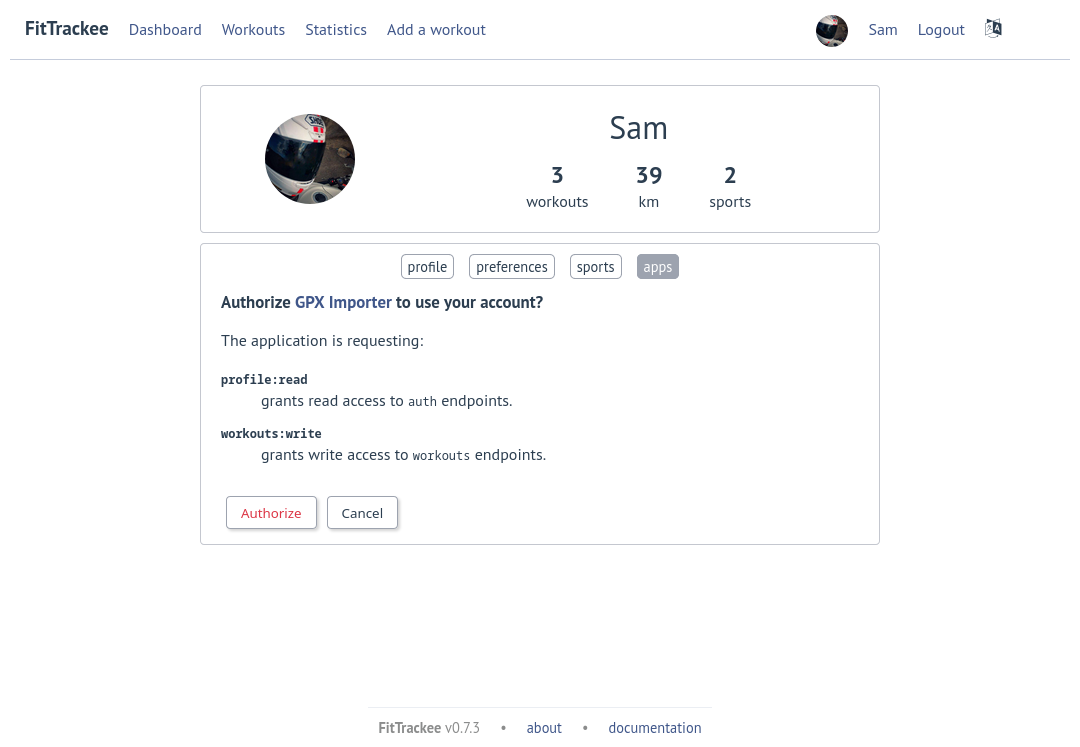 FitTrackee Dashboard Workouts Statistics Add a workout Sam Logout
Sam
3 39 2
workouts km sports
profile preferences sports apps
Authorize GPX Importer to use your account?
The application is requesting:
profile:read
grants read access to auth endpoints.
workouts:write
grants write access to workouts endpoints.
Authorize Cancel
FitTrackee v0.7.3 • about • documentation